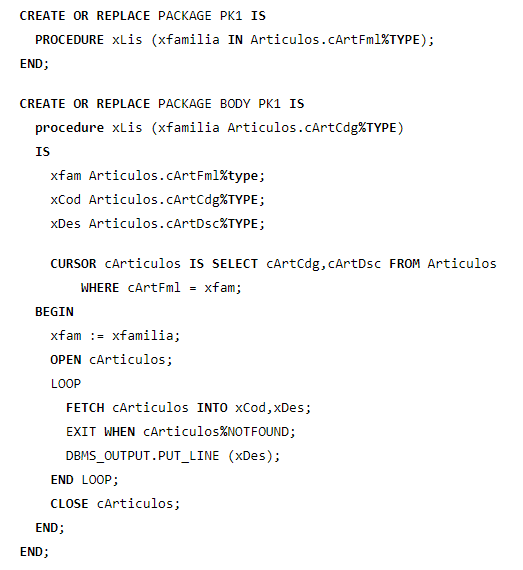 CREATE OR REPLACE PACKAGE PK1 IS
PROCEDURE xLis (xfamilia IN Articulos.cArtFml%TYPE);
END;
CREATE OR REPLACE PACKAGE BODY PK1 IS
procedure xLis (xfamilia Articulos.cArtCdg%TYPE)
IS
xfam Articulos.cArtFml%type;
xCod Articulos.cArtCdg%TYPE;
xDes Articulos.cArtDsc%TYPE;
CURSOR cArticulos IS SELECT cArtCdg,cArtDsc FROM Articulos
WHERE cArtFml = xfam;
BEGIN
xfam := xfamilia;
OPEN cArticulos;
LOOP
FETCH cArticulos INTO xCod,xDes;
EXIT WHEN cArticulos%NOTFOUND;
DBMS_OUTPUT.PUT_LINE (xDes);
END LOOP;
CLOSE cArticulos;
END;
END;